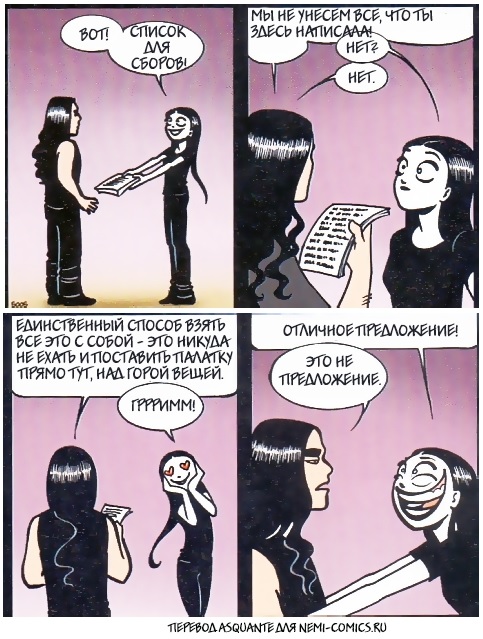 ВОТ!
СПИСОК
ДЛЯ
СБОРОВ!
МЫ НЕ УНЕСЕМ ВСЕ, ЧТО ТЫ
ЗДЕСЬ НАПИСАЛА!
НЕТ?
НЕТ.
ЕДИНСТВЕННЫЙ СПОСОБ ВЗЯТЬ
ВСЕ ЭТО С СОБОЙ - ЭТО НИКУДА
НЕ ЕХАТЬ И ПОСТАВИТЬ ПАЛАТКУ
ПРЯМО ТУТ, НАД ГОРОЙ ВЕЩЕЙ.
ГРРРИММ!
ОТЛИЧНОЕ ПРЕДЛОЖЕНИЕ!
ЭТО НЕ
ПРЕДЛОЖЕНИЕ.
ПЕРЕВОД ASQUANTE ДЛЯ NEMI-COMICS.RU